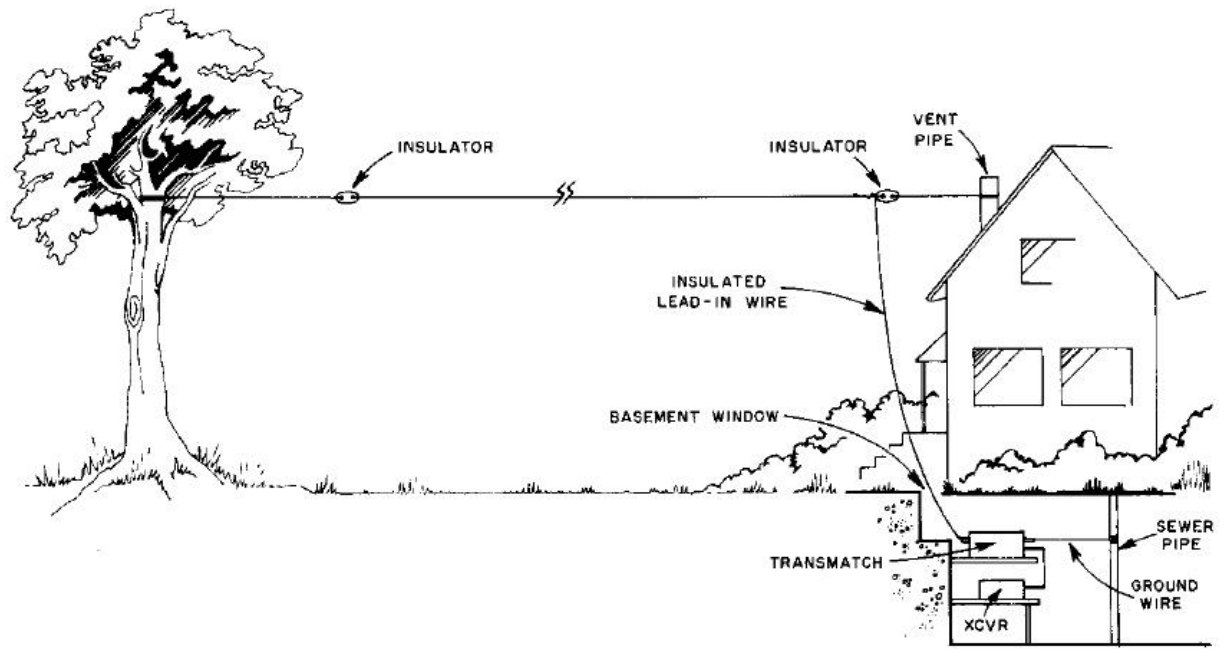 INSULATOR
INSULATOR
VENT
PIPE
INSULATED
LEAD-IN WIRE
BASEMENT WINDOW
TRANSMATCH
XCVR
SEWER
PIPE
GROUND
WIRE